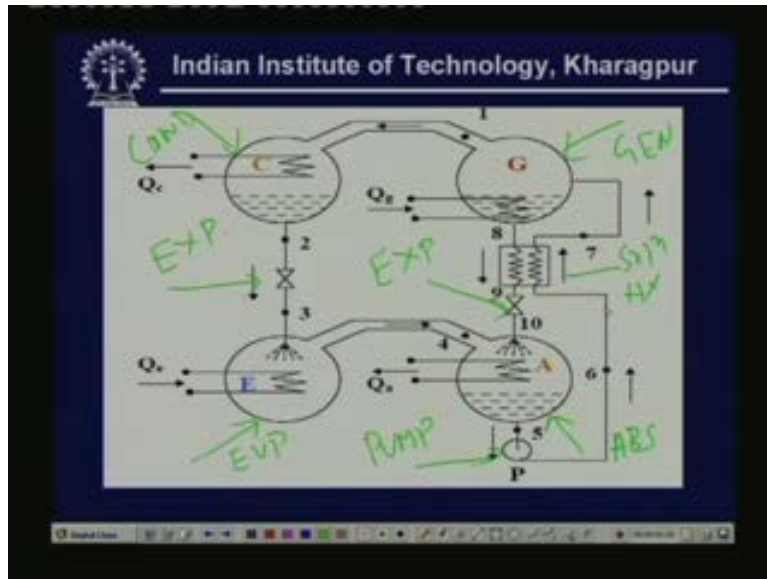 Indian Institute of Technology, Kharagpur
1
COND
C
G
GEN
Qc
Qg
8
7
2
EXP
EXP
Soln
HX
9
3
10
4
Qe
E
Qa
A
6
EVP
PUMP
5
ABS
P